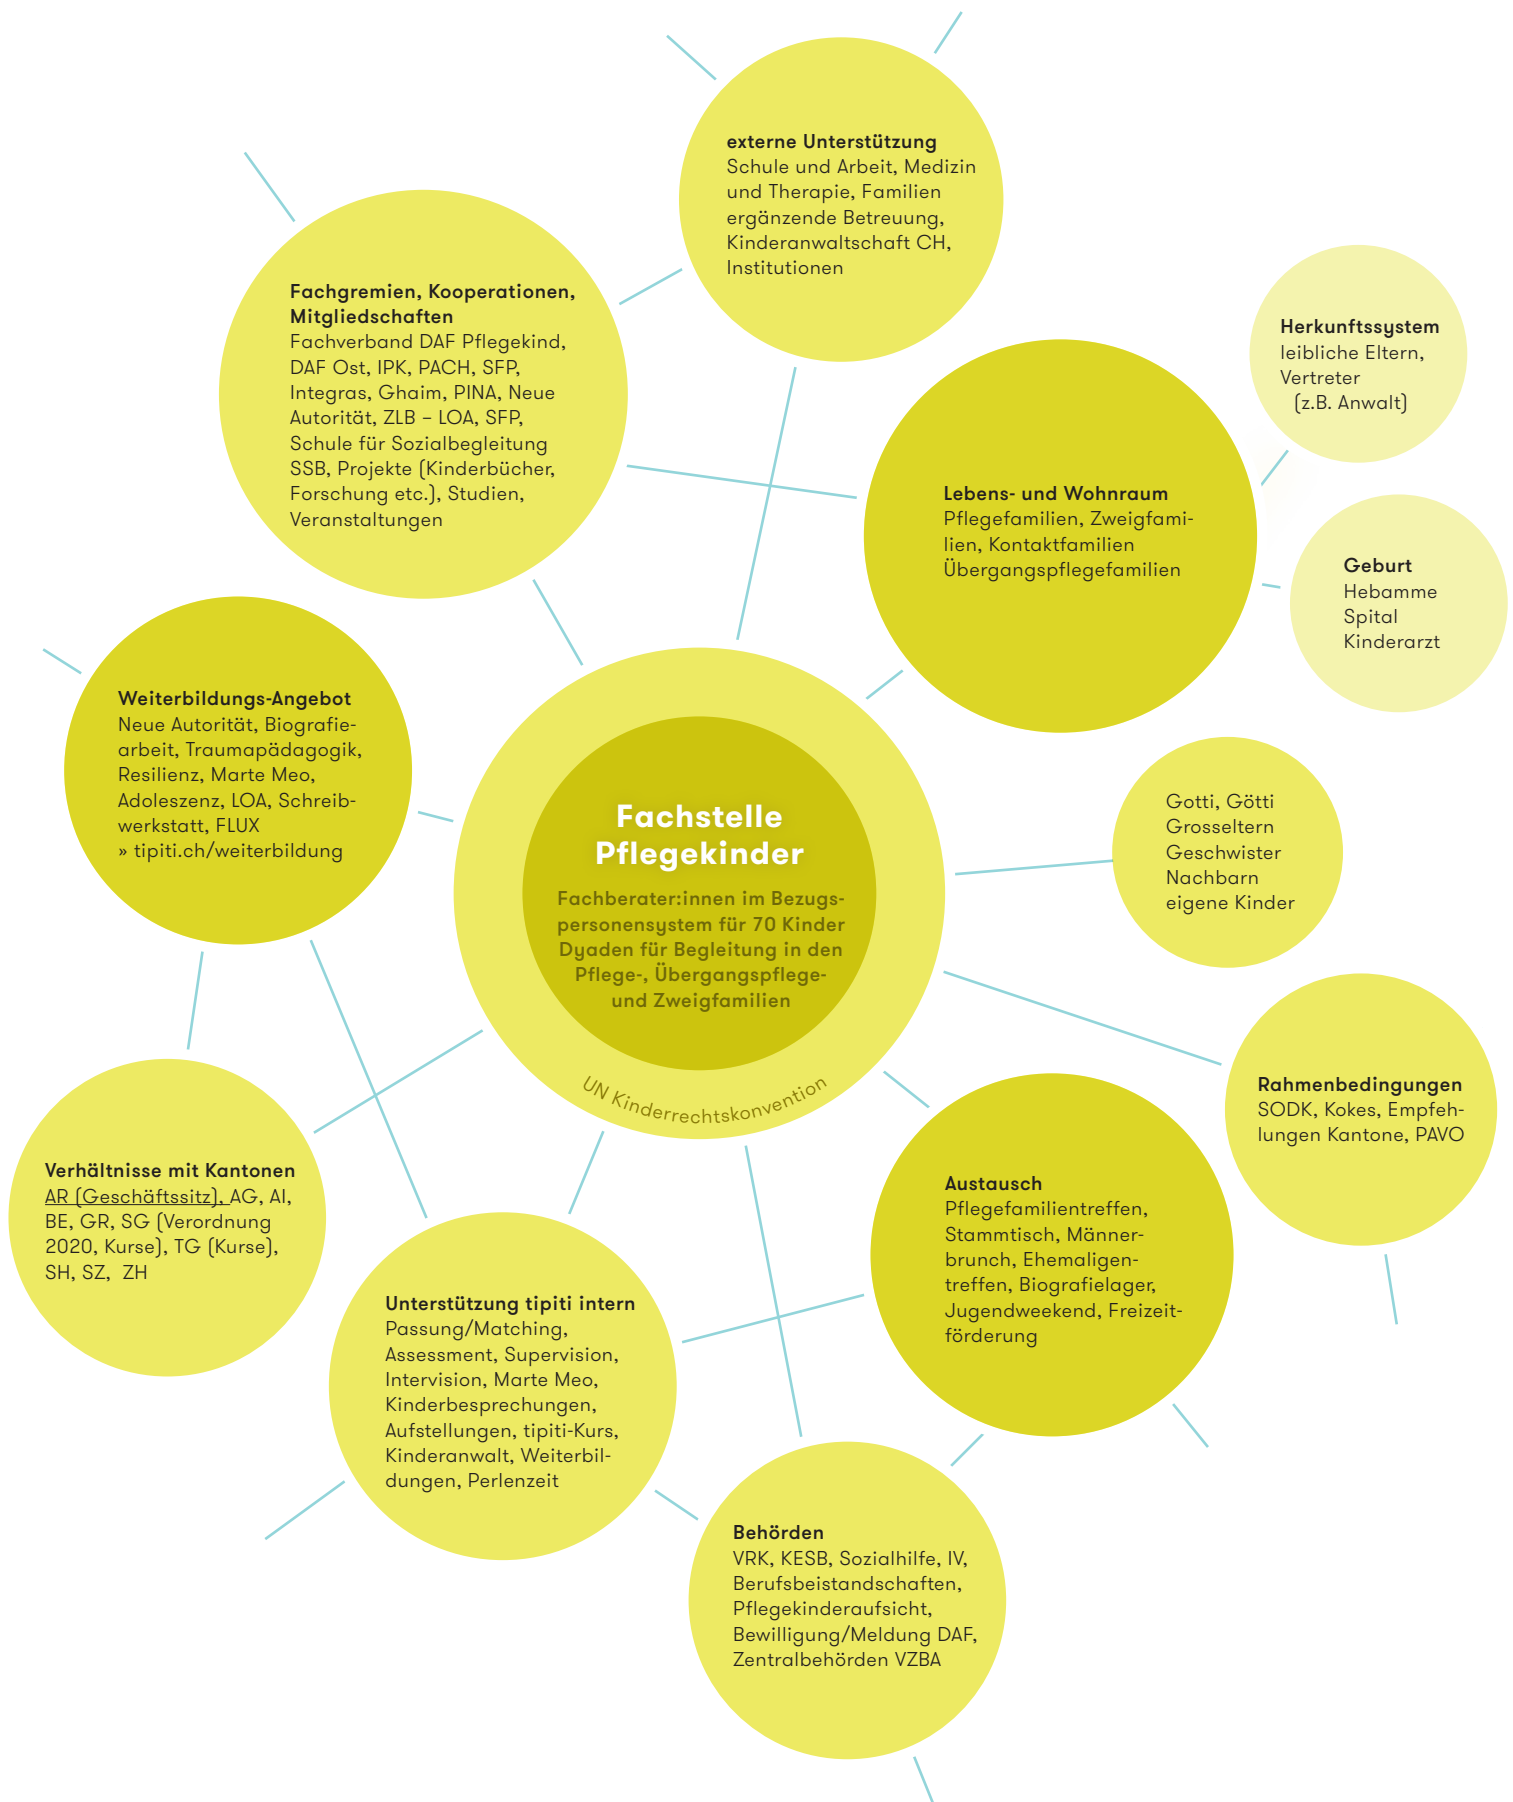 externe Unterstützung
Schule und Arbeit, Medizin
und Therapie, Familien
ergänzende Betreuung,
Kinderanwaltschaft CH,
Institutionen
Fachgremien, Kooperationen,
Mitgliedschaften
Fachverband DAF Pflegekind,
DAF Ost, IPK, PACH, SFP,
Integras, Ghaim, PINA, Neue
Autorität, ZLB – LOA, SFP,
Schule für Sozialbegleitung
SSB, Projekte (Kinderbücher,
Forschung etc.), Studien,
Veranstaltungen
Herkunftssystem
leibliche Eltern,
Vertreter
(z.B. Anwalt)
Lebens- und Wohnraum
Pflegefamilien, Zweigfami-
lien, Kontaktfamilien
Übergangspflegefamilien
Geburt
Hebamme
Spital
Kinderarzt
Weiterbildungs-Angebot
Neue Autorität, Biografie-
arbeit, Traumapädagogik,
Resilienz, Marte Meo,
Adoleszenz, LOA, Schreib-
werkstatt, FLUX
» tipiti.ch/weiterbildung
Fachstelle
Pflegekinder
Fachberater:innen im Bezugs-
personensystem für 70 Kinder
Dyaden für Begleitung in den
Pflege-, Übergangspflege-
und Zweigfamilien
UN Kinderrechtskonvention
Gotti, Götti
Grosseltern
Geschwister
Nachbarn
eigene Kinder
Rahmenbedingungen
SODK, Kokes, Empfeh-
lungen Kantone, PAVO
Verhältnisse mit Kantonen
AR (Geschäftssitz), AG, AI,
BE, GR, SG (Verordnung
2020, Kurse), TG (Kurse),
SH, SZ, ZH
Austausch
Pflegefamilientreffen,
Stammtisch, Männer-
brunch, Ehemaligen-
treffen, Biografielager,
Jugendweekend, Freizeit-
förderung
Unterstützung tipiti intern
Passung/Matching,
Assessment, Supervision,
Intervision, Marte Meo,
Kinderbesprechungen,
Aufstellungen, tipiti-Kurs,
Kinderanwalt, Weiterbil-
dungen, Perlenzeit
Behörden
VRK, KESB, Sozialhilfe, IV,
Berufsbeistandschaften,
Pflegekinderaufsicht,
Bewilligung/Meldung DAF,
Zentralbehörden VZBA